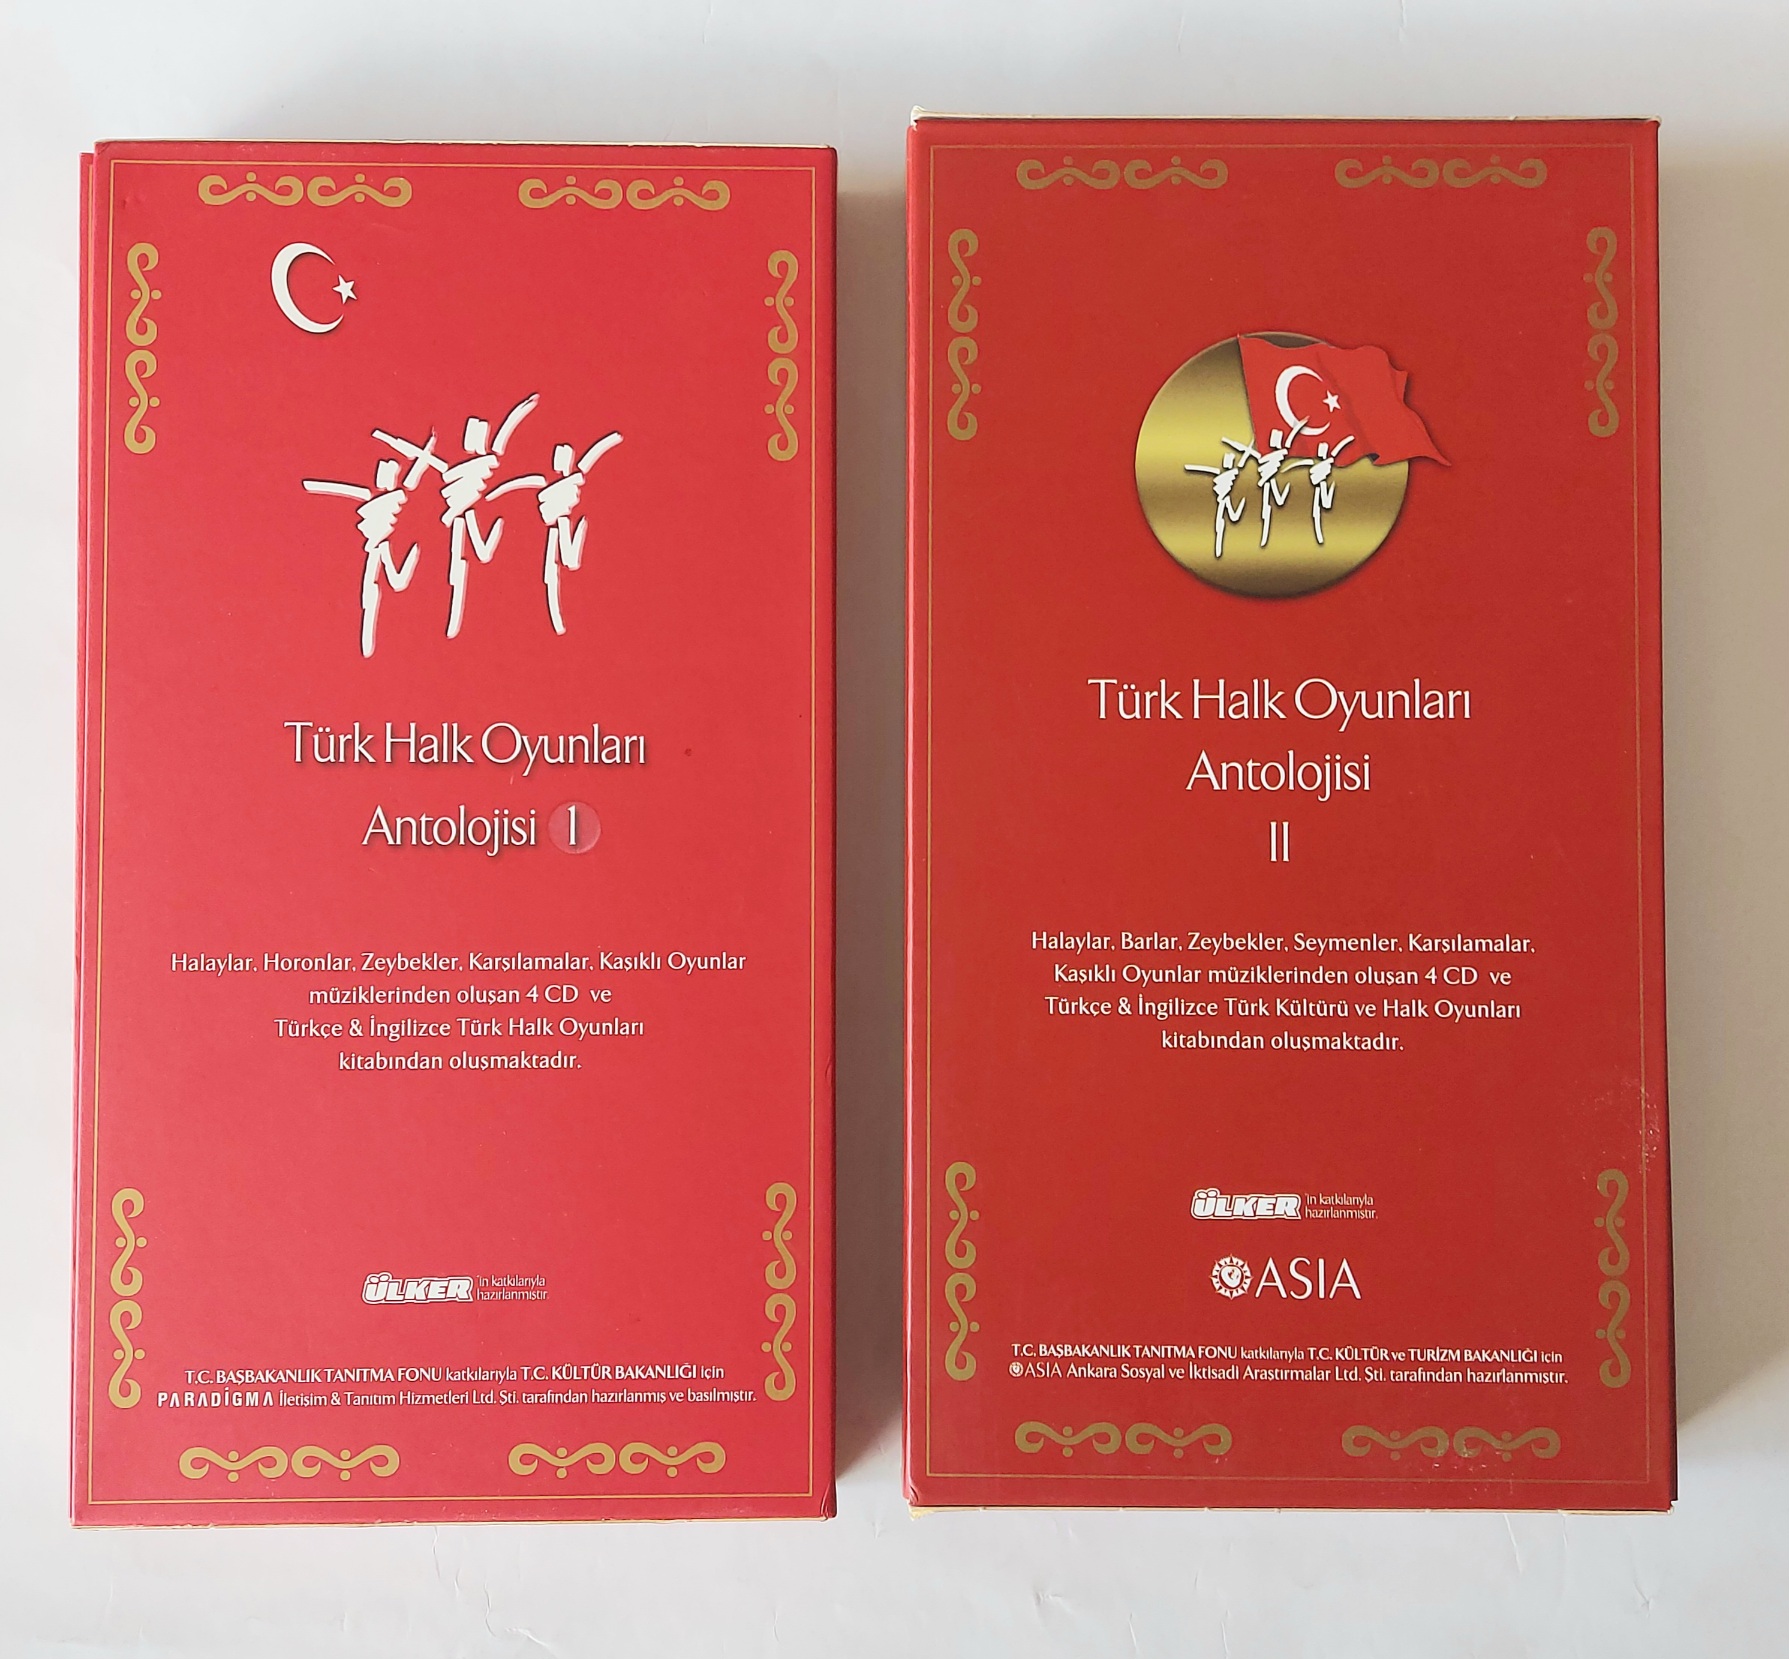 Türk Halk Oyunları
Antolojisi 1
Halaylar, Horonlar, Zeybekler, Karşılamalar, Kaşıklı Oyunlar
müziklerinden oluşan 4 CD ve
Türkçe & İngilizce Türk Halk Oyunları
kitabından oluşmaktadır.
ÜLKER 'in katkılarıyla
hazırlanmıştır.
T.C. BAŞBAKANLIK TANITMA FONU katkılarıyla T.C. KÜLTÜR BAKANLIĞI için
PARADİGMA İletişim & Tanıtım Hizmetleri Ltd. Şti. tarafından hazırlanmış ve basılmıştır.
Türk Halk Oyunları
Antolojisi
II
Halaylar, Barlar, Zeybekler, Seymenler, Karşılamalar,
Kaşıklı Oyunlar müziklerinden oluşan 4 CD ve
Türkçe & İngilizce Türk Kültürü ve Halk Oyunları
kitabından oluşmaktadır.
ÜLKER 'in katkılarıyla
hazırlanmıştır.
ASIA
T.C. BAŞBAKANLIK TANITMA FONU katkılarıyla T.C. KÜLTÜR ve TURİZM BAKANLIĞI için
ASIA Ankara Sosyal ve İktisadi Araştırmalar Ltd. Şti. tarafından hazırlanmıştır.